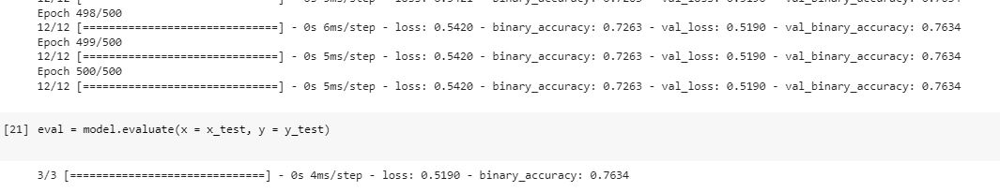 Epoch 498/500
12/12 [==============================] - 0s 6ms/step - loss: 0.5420 - binary_accuracy: 0.7263 - val_loss: 0.5190 - val_binary_accuracy: 0.7634
Epoch 499/500
12/12 [==============================] - 0s 5ms/step - loss: 0.5420 - binary_accuracy: 0.7263 - val_loss: 0.5190 - val_binary_accuracy: 0.7634
Epoch 500/500
12/12 [==============================] - 0s 5ms/step - loss: 0.5420 - binary_accuracy: 0.7263 - val_loss: 0.5190 - val_binary_accuracy: 0.7634
[21] eval = model.evaluate(x = x_test, y = y_test)
3/3 [==============================] - 0s 4ms/step - loss: 0.5190 - binary_accuracy: 0.7634